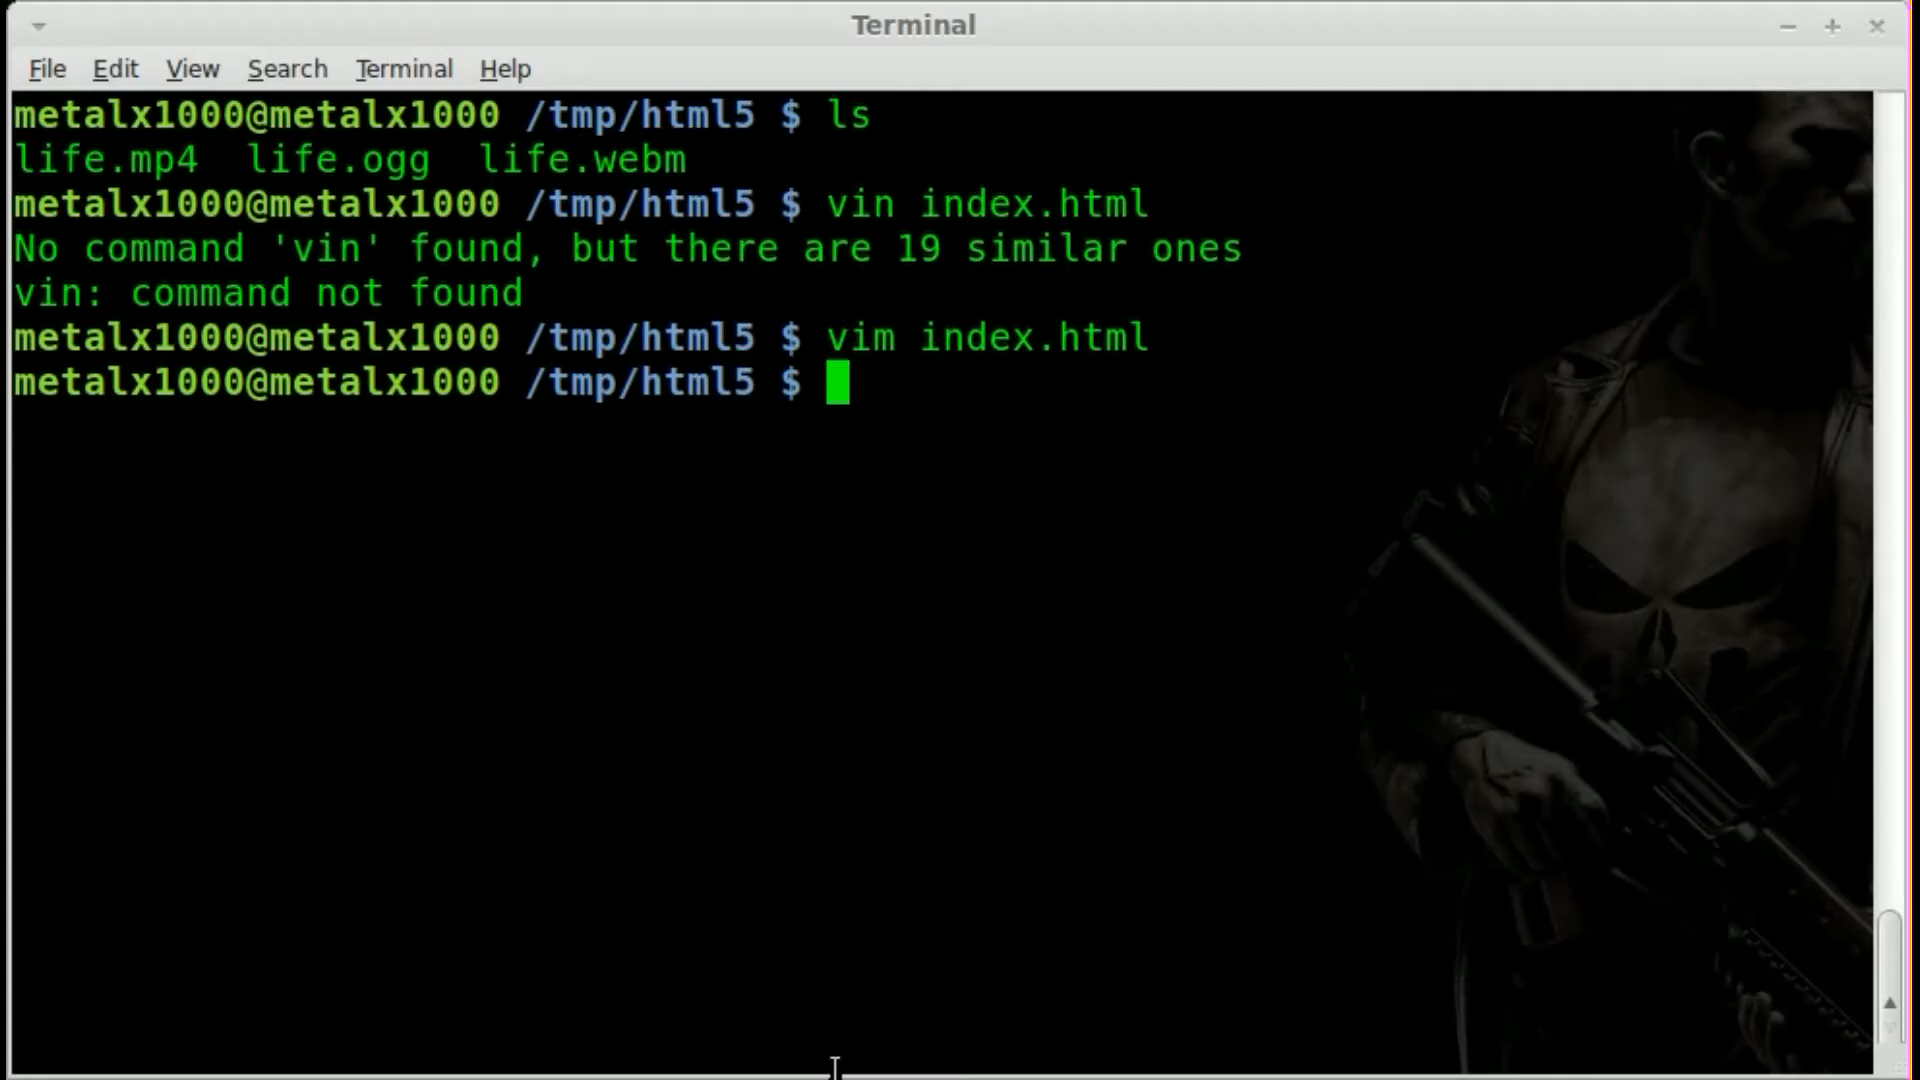 Terminal
File Edit View Search Terminal Help
metalx1000@metalx1000 /tmp/html5 $ ls
life.mp4  life.ogg  life.webm
metalx1000@metalx1000 /tmp/html5 $ vin index.html
No command 'vin' found, but there are 19 similar ones
vin: command not found
metalx1000@metalx1000 /tmp/html5 $ vim index.html
metalx1000@metalx1000 /tmp/html5 $